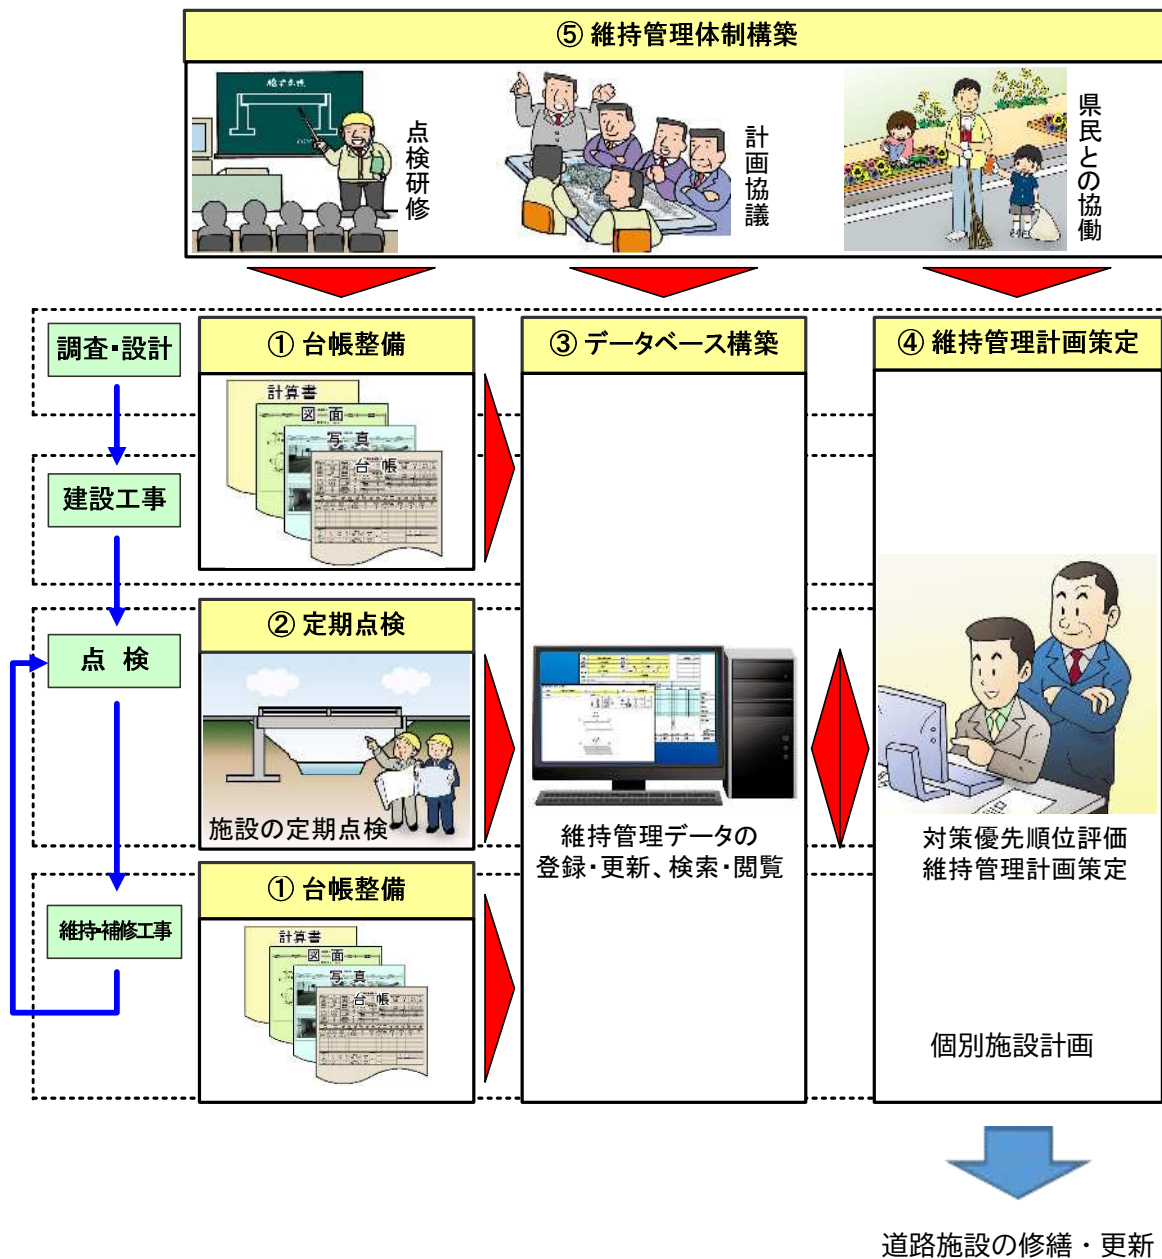 ⑤ 維持管理体制構築
点検研修
計画協議
県民との協働
調査・設計
建設工事
点 検
維持・補修工事
① 台帳整備
計算書
図 面
写 真
台 帳
② 定期点検
施設の定期点検
① 台帳整備
計算書
図 面
写 真
台 帳
③ データベース構築
維持管理データの
登録・更新、検索・閲覧
④ 維持管理計画策定
対策優先順位評価
維持管理計画策定
個別施設計画
道路施設の修繕・更新